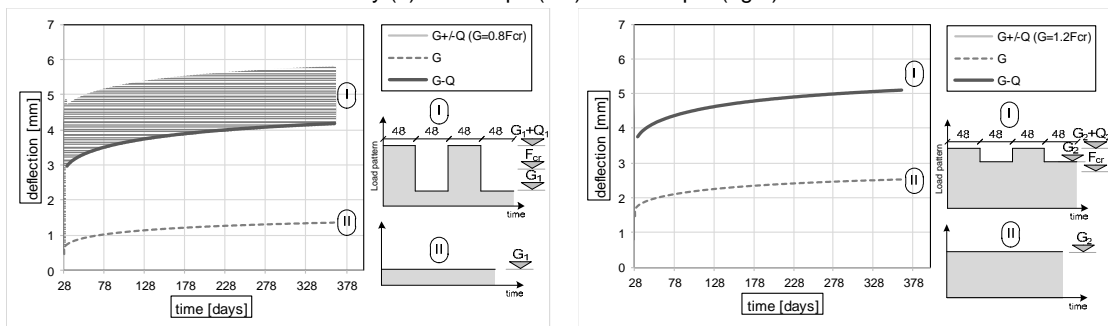 7
6
5
4
3
2
1
0
deflection [mm]
28 78 128 178 228 278 328 378
time [days]
I
II
G+/-Q (G=0.8Fcr)
G
G-Q
I
48 48 48 48
G1+Q1
Fcr
G1
Load pattern
time
II
G1
time
7
6
5
4
3
2
1
0
deflection [mm]
28 78 128 178 228 278 328 378
time [days]
I
II
G+/-Q (G=1.2Fcr)
G
G-Q
I
48 48 48 48
G2+Q
G2
Fcr
Load pattern
time
II
G2
time